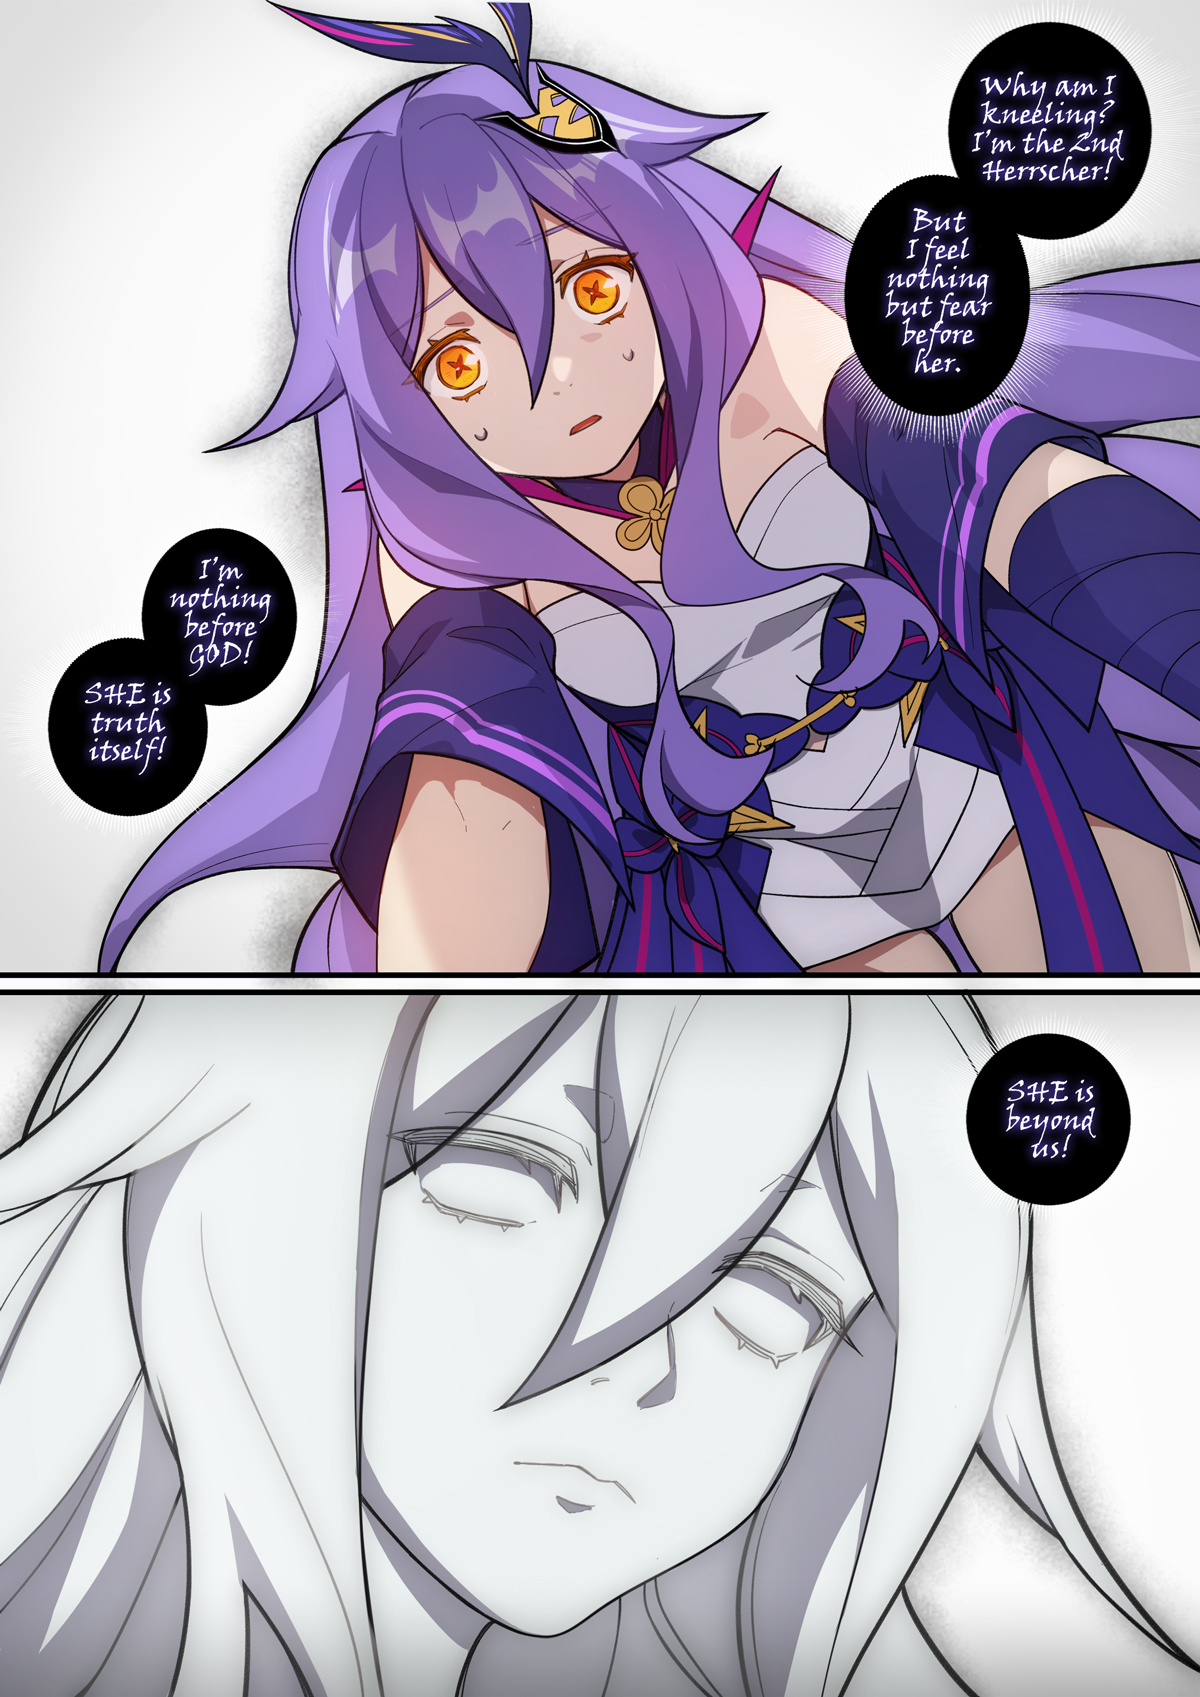 Why am I
kneeling?
I'm the 2nd
Herrscher!
But
I feel
nothing
but fear
before
her.
I'm
nothing
before
GOD!
SHE is
truth
itself!
SHE is
beyond
us!